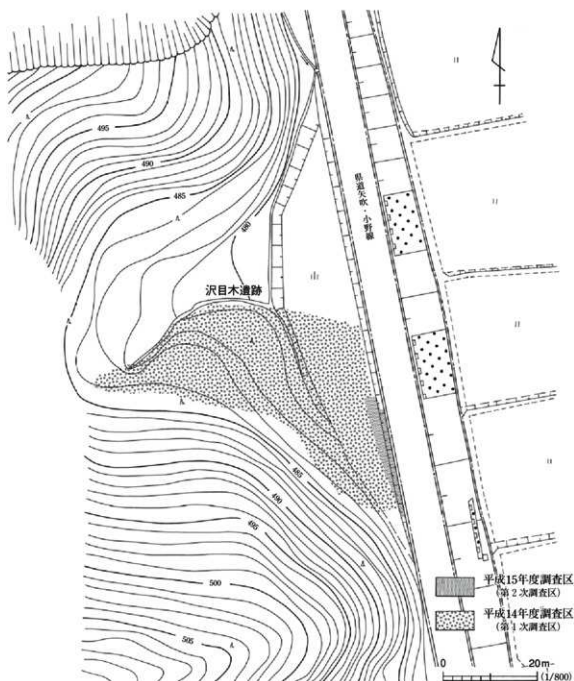 495
490
485
480
県道矢吹・小野線
沢目木遺跡
485
490
495
500
505
平成15年度調査区
(第2次調査区)
平成14年度調査区
(第1次調査区)
0 20m
(1/800)